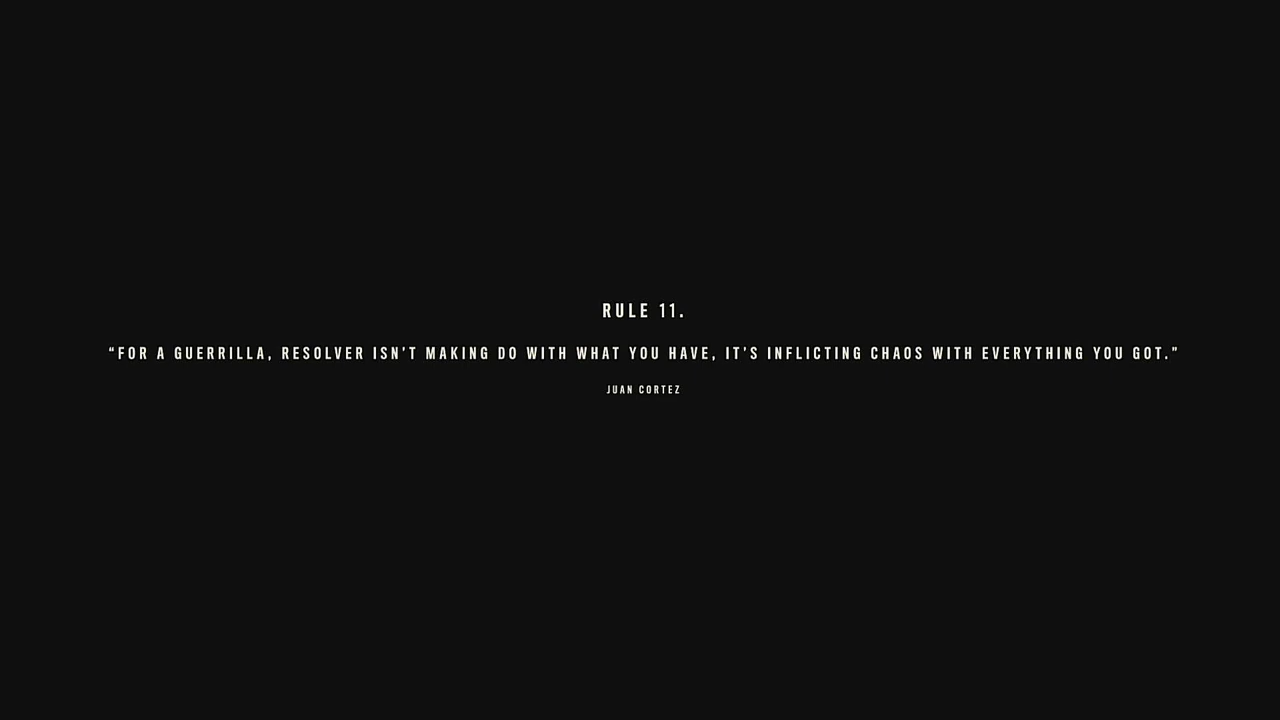 RULE 11.
“FOR A GUERRILLA, RESOLVER ISN’T MAKING DO WITH WHAT YOU HAVE, IT’S INFLICTING CHAOS WITH EVERYTHING YOU GOT.”
JUAN CORTEZ